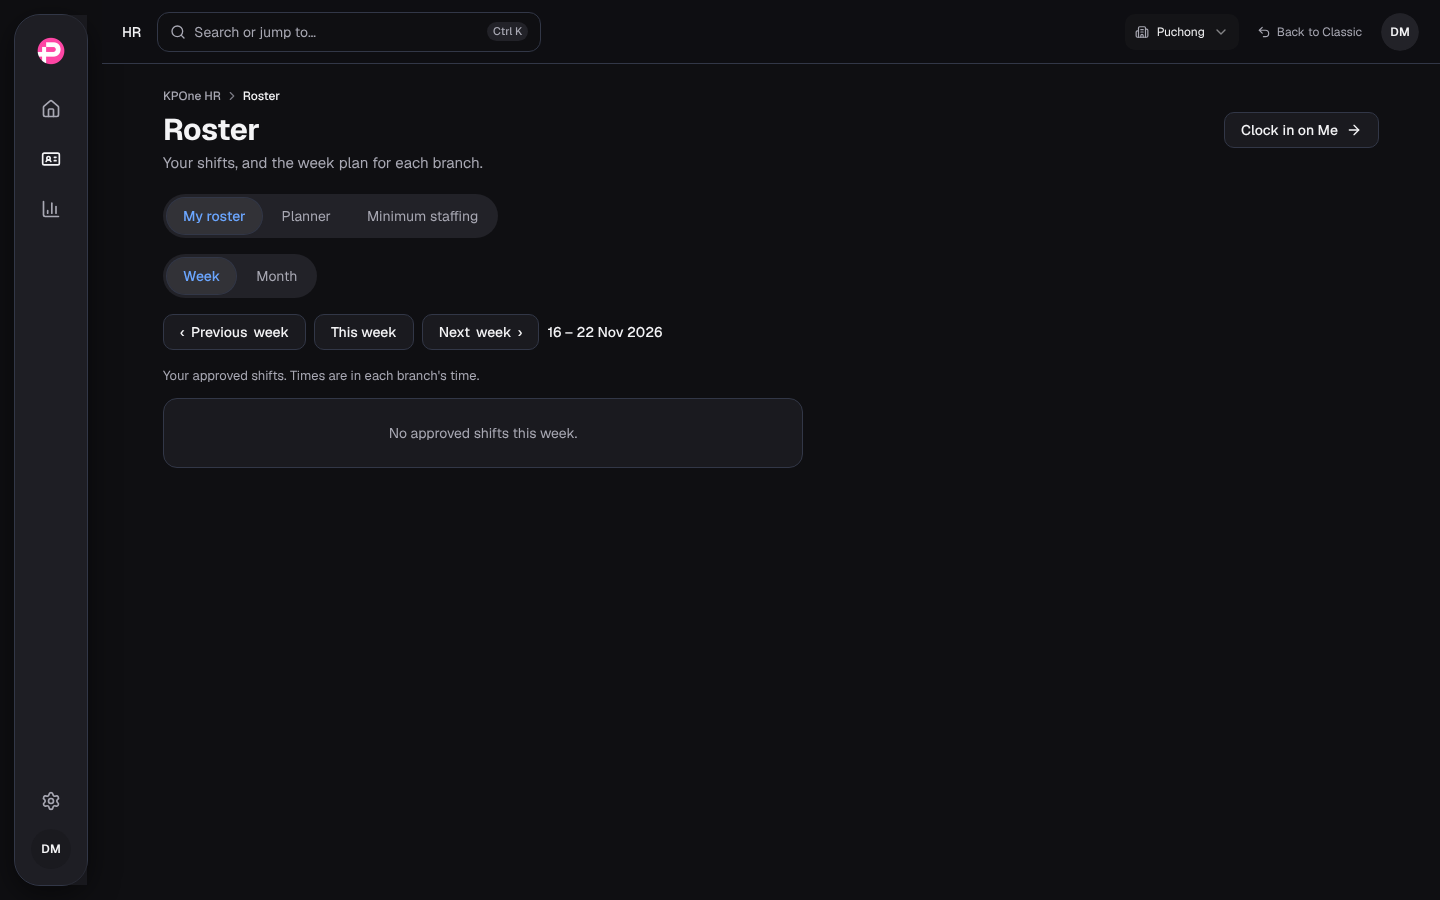 HR
Search or jump to...
Ctrl K
Puchong
Back to Classic
DM
KPOne HR > Roster
Roster
Clock in on Me →
Your shifts, and the week plan for each branch.
My roster
Planner
Minimum staffing
Week
Month
‹ Previous week
This week
Next week ›
16 – 22 Nov 2026
Your approved shifts. Times are in each branch's time.
No approved shifts this week.
DM